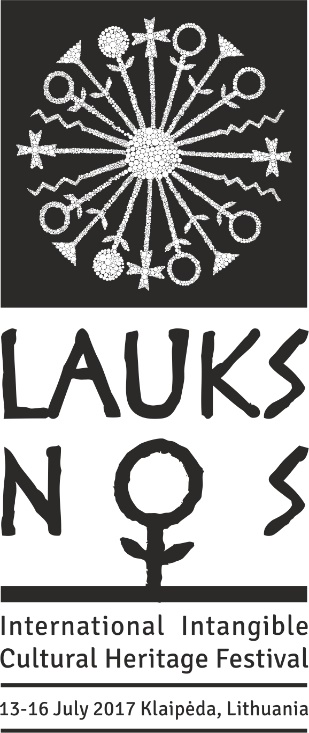 LAUKS
NOS
International Intangible
Cultural Heritage Festival
13-16 July 2017 Klaipėda, Lithuania